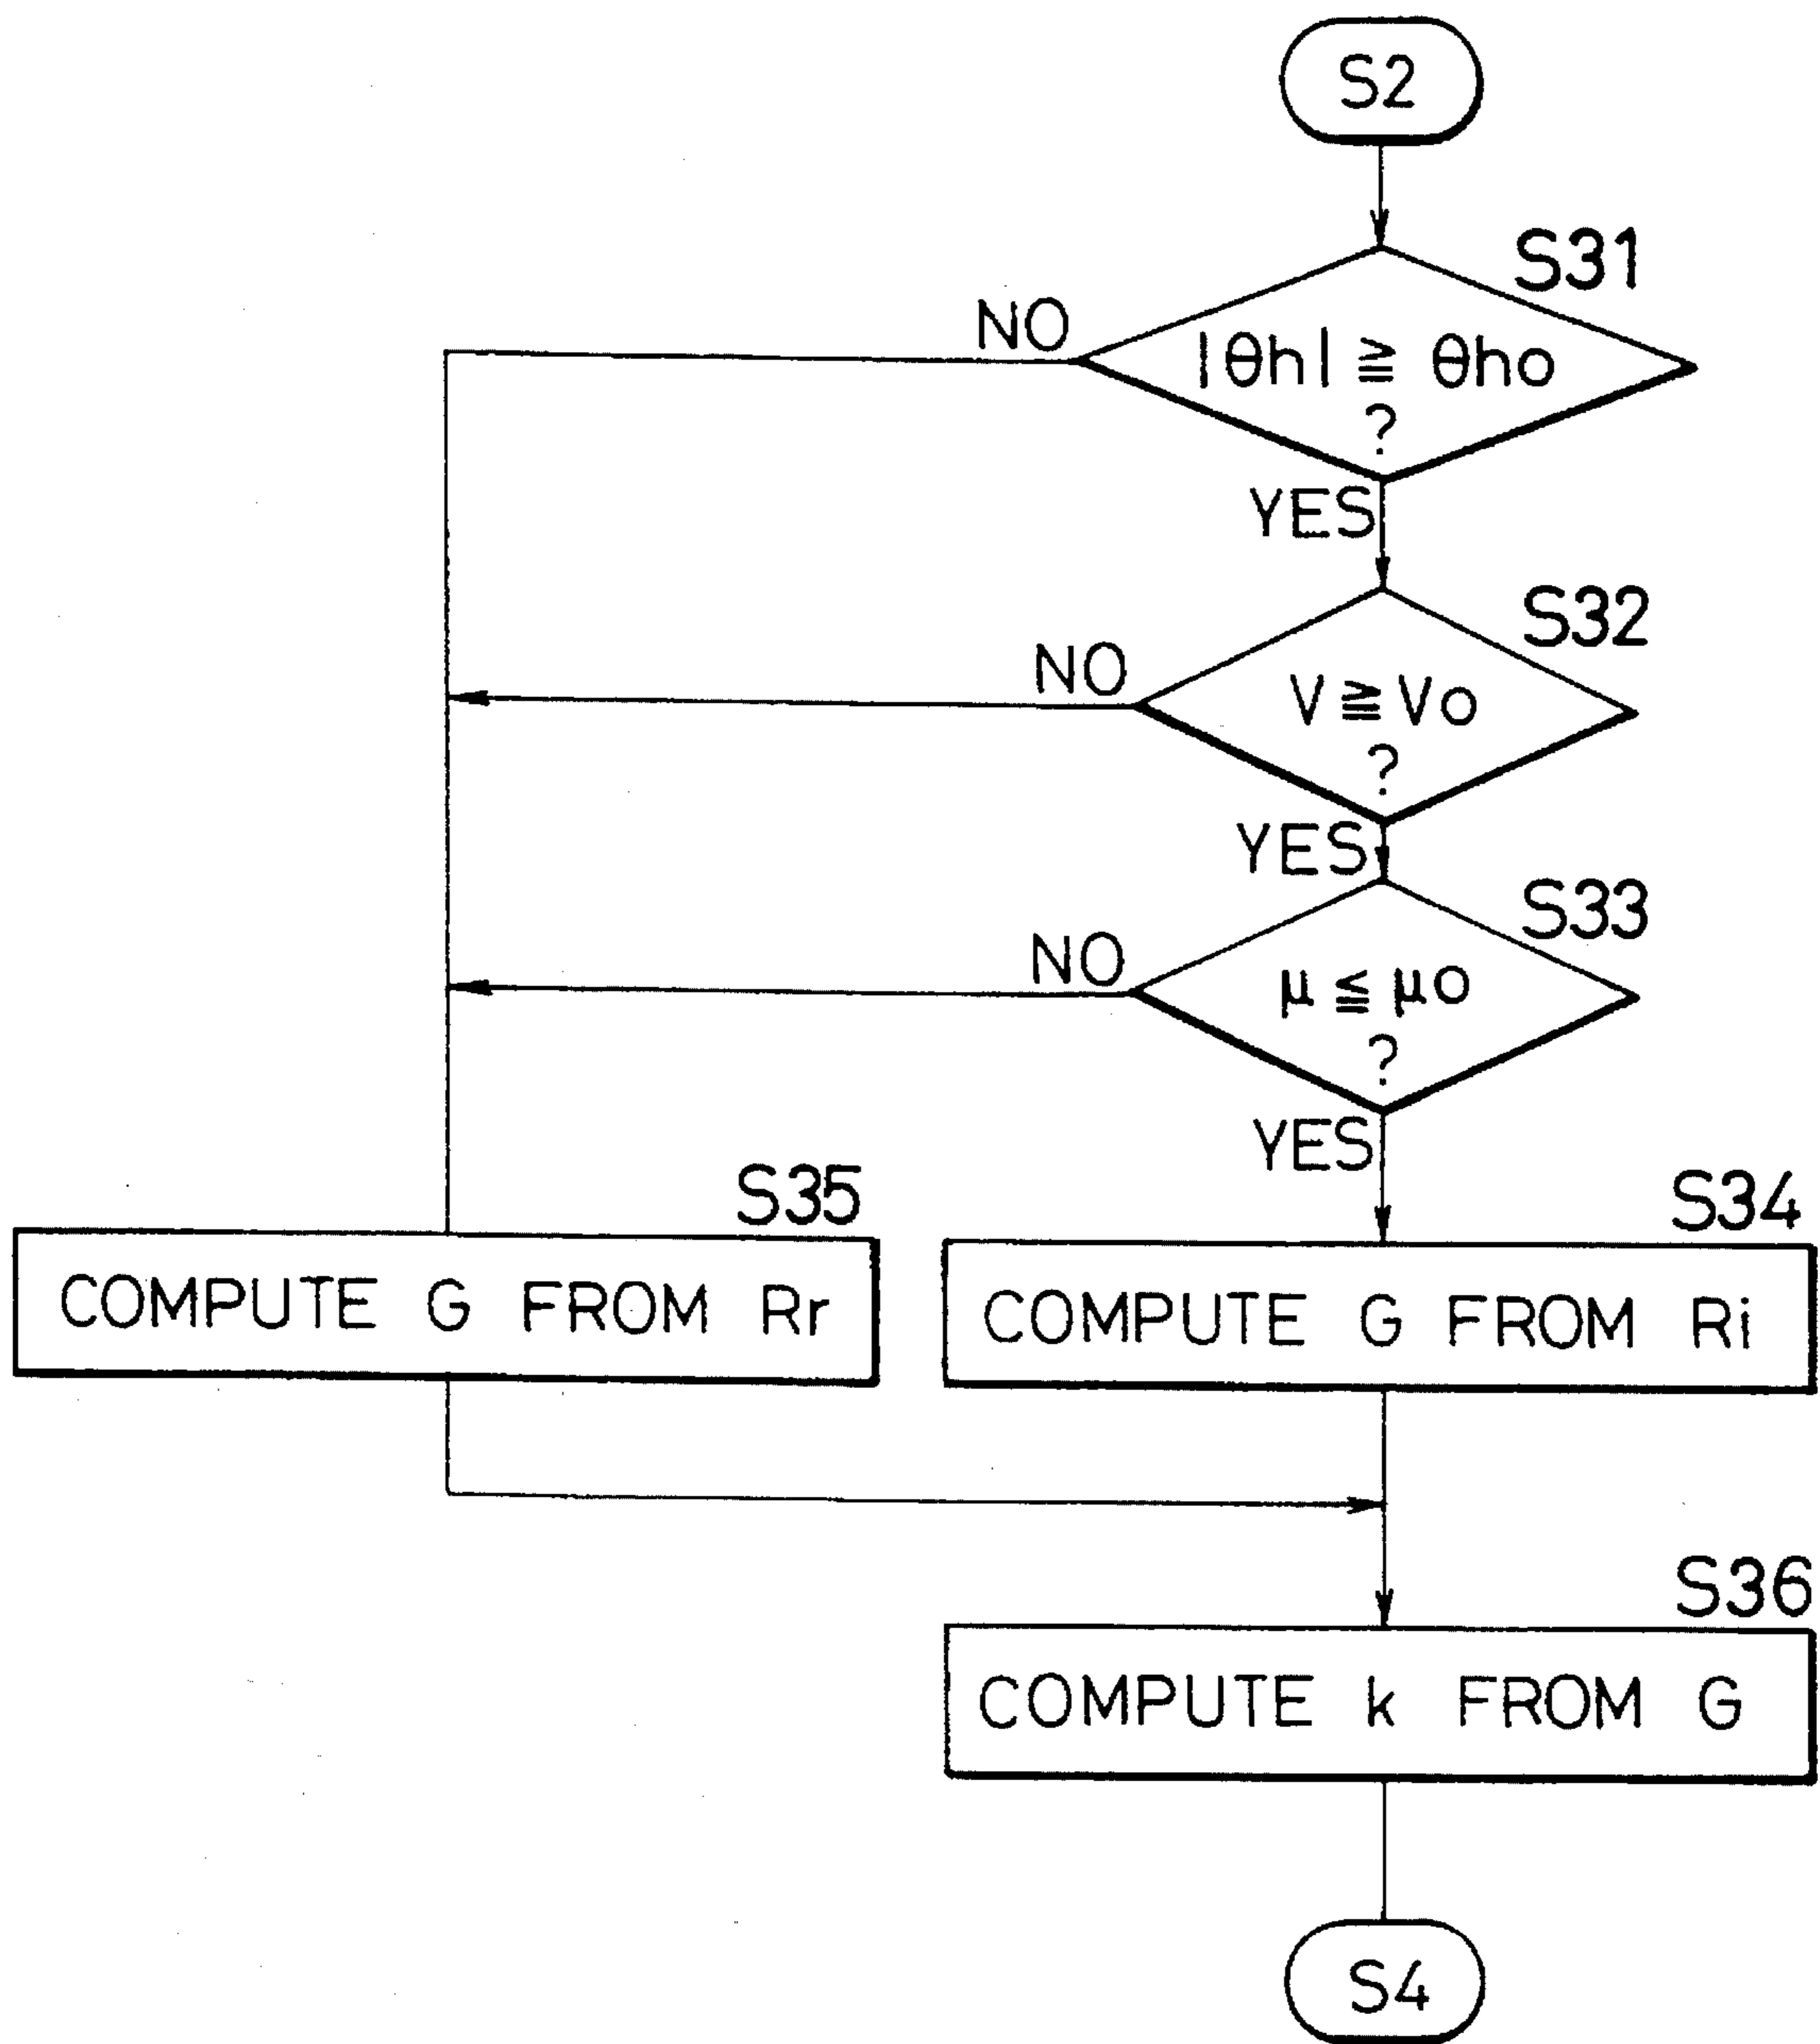 S2
S31
NO
|θh| ≧ θho
?
YES
S32
NO
V ≧ Vo
?
YES
S33
NO
μ ≦ μo
?
YES
S35
S34
COMPUTE G FROM Rr
COMPUTE G FROM Ri
S36
COMPUTE k FROM G
S4